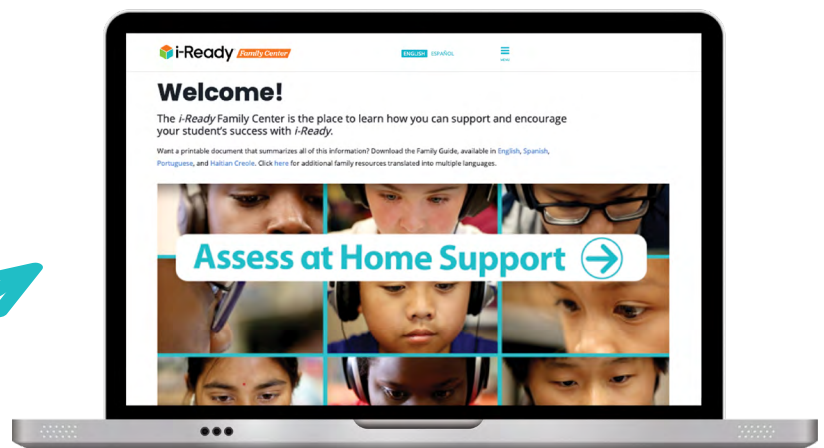 i-Ready Family Center
ENGLISH ESPAÑOL
MENU
Welcome!
The i-Ready Family Center is the place to learn how you can support and encourage
your student's success with i-Ready.
Want a printable document that summarizes all of this information? Download the Family Guide, available in English, Spanish,
Portuguese, and Haitian Creole. Click here for additional family resources translated into multiple languages.
Assess at Home Support